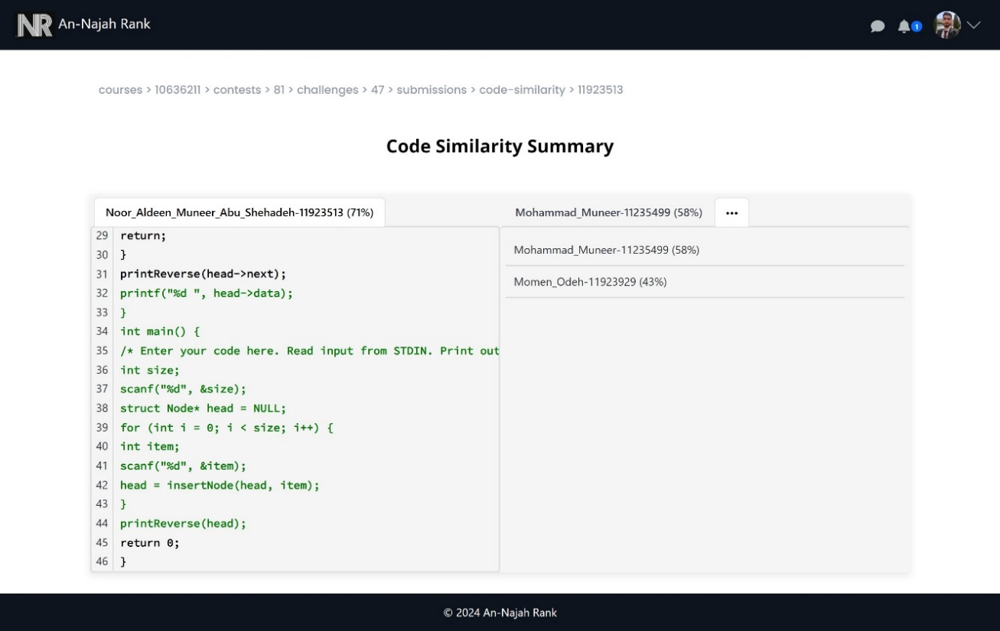 NR An-Najah Rank
1
courses > 10636211 > contests > 81 > challenges > 47 > submissions > code-similarity > 11923513
Code Similarity Summary
Noor_Aldeen_Muneer_Abu_Shehadeh-11923513 (71%)
29 return;
30 }
31 printReverse(head->next);
32 printf("%d ", head->data);
33 }
34 int main() {
35 /* Enter your code here. Read input from STDIN. Print out
36 int size;
37 scanf("%d", &size);
38 struct Node* head = NULL;
39 for (int i = 0; i < size; i++) {
40 int item;
41 scanf("%d", &item);
42 head = insertNode(head, item);
43 }
44 printReverse(head);
45 return 0;
46 }
Mohammad_Muneer-11235499 (58%) ...
Mohammad_Muneer-11235499 (58%)
Momen_Odeh-11923929 (43%)
© 2024 An-Najah Rank